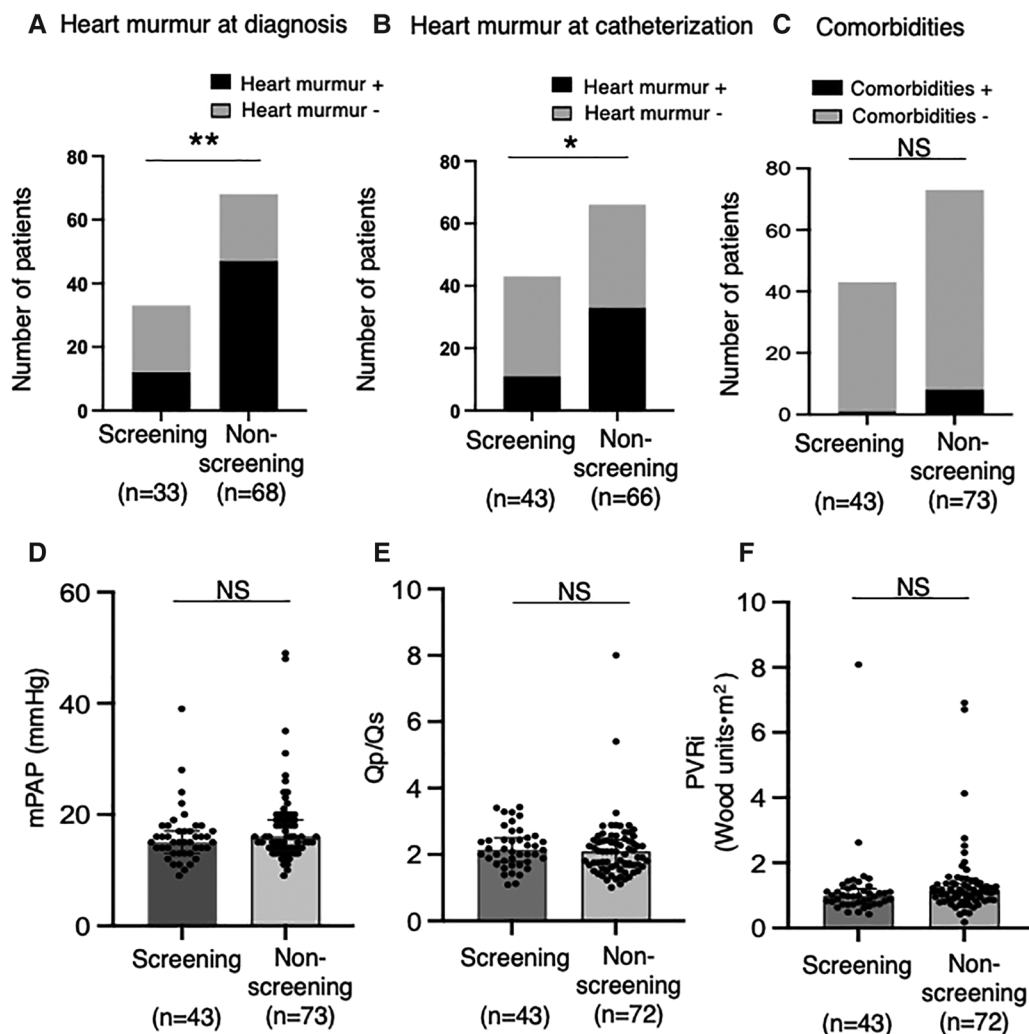 A Heart murmur at diagnosis
Heart murmur +
Heart murmur -
**
Number of patients
80
60
40
20
0
Screening
Non-
screening
(n=33)
(n=68)
B Heart murmur at catheterization
Heart murmur +
Heart murmur -
*
Number of patients
80
60
40
20
0
Screening
Non-
screening
(n=43)
(n=66)
C Comorbidities
Comorbidities +
Comorbidities -
NS
Number of patients
80
60
40
20
0
Screening
Non-
screening
(n=43)
(n=73)
D
NS
mPAP (mmHg)
60
40
20
0
Screening
Non-
screening
(n=43)
(n=73)
E
NS
Qp/Qs
10
8
6
4
2
0
Screening
Non-
screening
(n=43)
(n=72)
F
NS
PVRi
(Wood units•m²)
10
8
6
4
2
0
Screening
Non-
screening
(n=43)
(n=72)